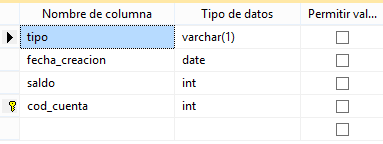 Nombre de columna Tipo de datos Permitir val...
tipo varchar(1)
fecha_creacion date
saldo int
cod_cuenta int